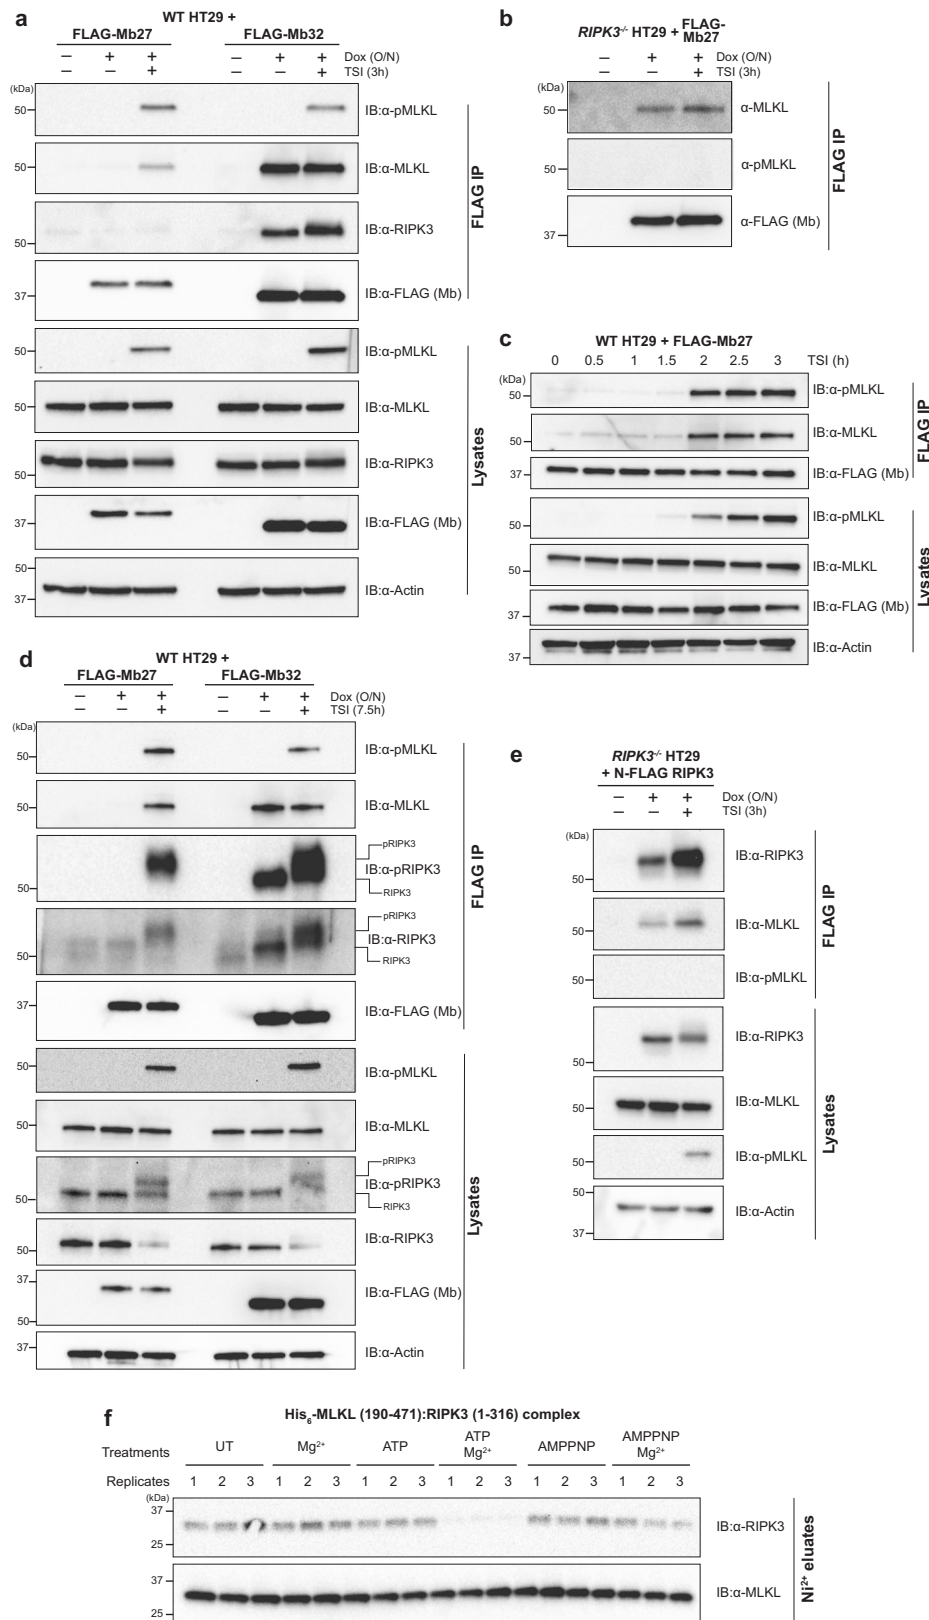 a
WT HT29 +
FLAG-Mb27 FLAG-Mb32
– + + – + + Dox (O/N)
– + – + TSI (3h)
(kDa)
50 IB:α-pMLKL
50 IB:α-MLKL
IB:α-RIPK3
50
37 IB:α-FLAG (Mb)
FLAG IP
50 IB:α-pMLKL
50 IB:α-MLKL
50 IB:α-RIPK3
37 IB:α-FLAG (Mb)
50
37 IB:α-Actin
Lysates
b
RIPK3-/- HT29 + FLAG-Mb27
– + +
– +
(kDa)
50 α-MLKL
50 α-pMLKL
37 α-FLAG (Mb)
FLAG IP
c
WT HT29 + FLAG-Mb27
0 0.5 1 1.5 2 2.5 3 TSI (h)
(kDa)
50 IB:α-pMLKL
50 IB:α-MLKL
37 IB:α-FLAG (Mb)
FLAG IP
50 IB:α-pMLKL
50 IB:α-MLKL
37 IB:α-FLAG (Mb)
37 IB:α-Actin
Lysates
d
WT HT29 +
FLAG-Mb27 FLAG-Mb32
– + + – + + Dox (O/N)
– + – + TSI (7.5h)
(kDa)
50 IB:α-pMLKL
50 IB:α-MLKL
pRIPK3
IB:α-pRIPK3
50 RIPK3
pRIPK3
IB:α-RIPK3
50 RIPK3
37 IB:α-FLAG (Mb)
FLAG IP
50 IB:α-pMLKL
50 IB:α-MLKL
pRIPK3
IB:α-pRIPK3
50 RIPK3
50 IB:α-RIPK3
37
IB:α-FLAG (Mb)
50
37 IB:α-Actin
Lysates
e
RIPK3-/- HT29
+ N-FLAG RIPK3
– + + Dox (O/N)
– + TSI (3h)
(kDa)
IB:α-RIPK3
50
50 IB:α-MLKL
50 IB:α-pMLKL
FLAG IP
IB:α-RIPK3
50
50 IB:α-MLKL
50 IB:α-pMLKL
50
IB:α-Actin
37
Lysates
f
His6-MLKL (190-471):RIPK3 (1-316) complex
Treatments UT Mg2+ ATP ATP Mg2+ AMPPNP AMPPNP Mg2+
Replicates 1 2 3 1 2 3 1 2 3 1 2 3 1 2 3 1 2 3
(kDa)
37
IB:α-RIPK3
25
37
IB:α-MLKL
25
Ni2+ eluates